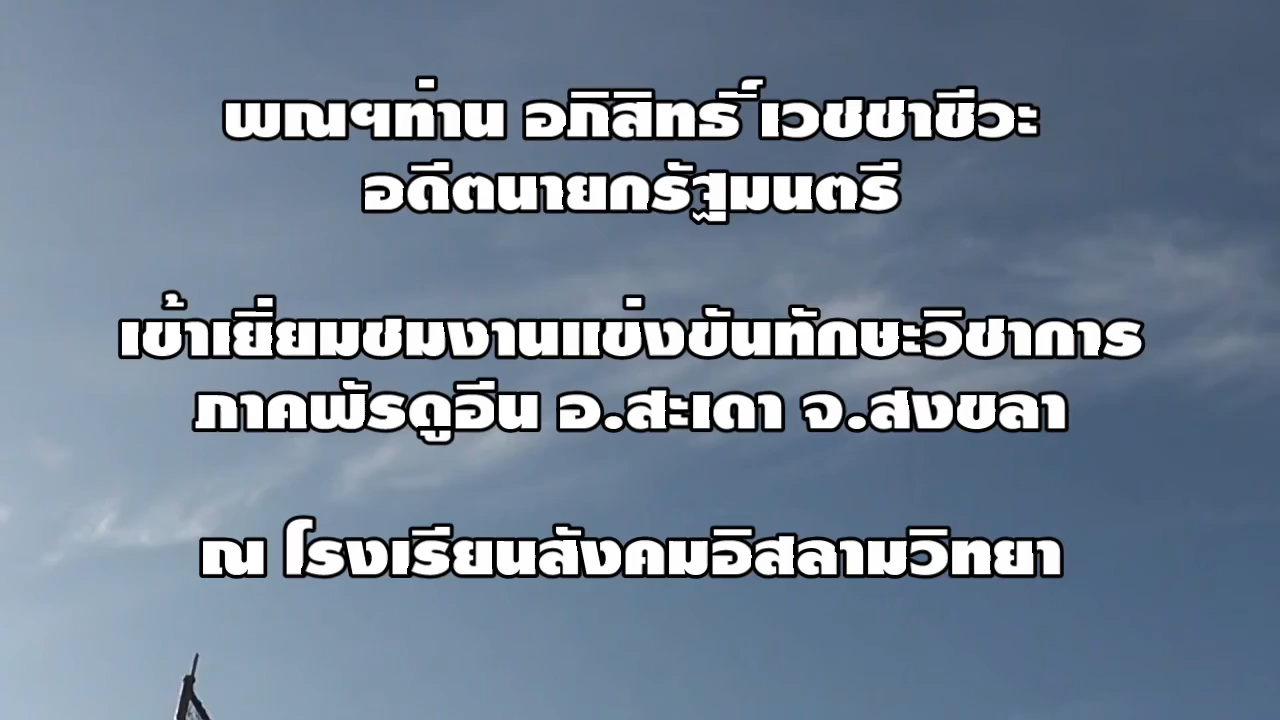 พณฯท่าน อภิสิทธิ์ เวชชาชีวะ
อดีตนายกรัฐมนตรี
เข้าเยี่ยมชมงานแข่งขันทักษะวิชาการ
ภาคพัรดูอีน อ.สะเดา จ.สงขลา
ณ โรงเรียนสังคมอิสลามวิทยา